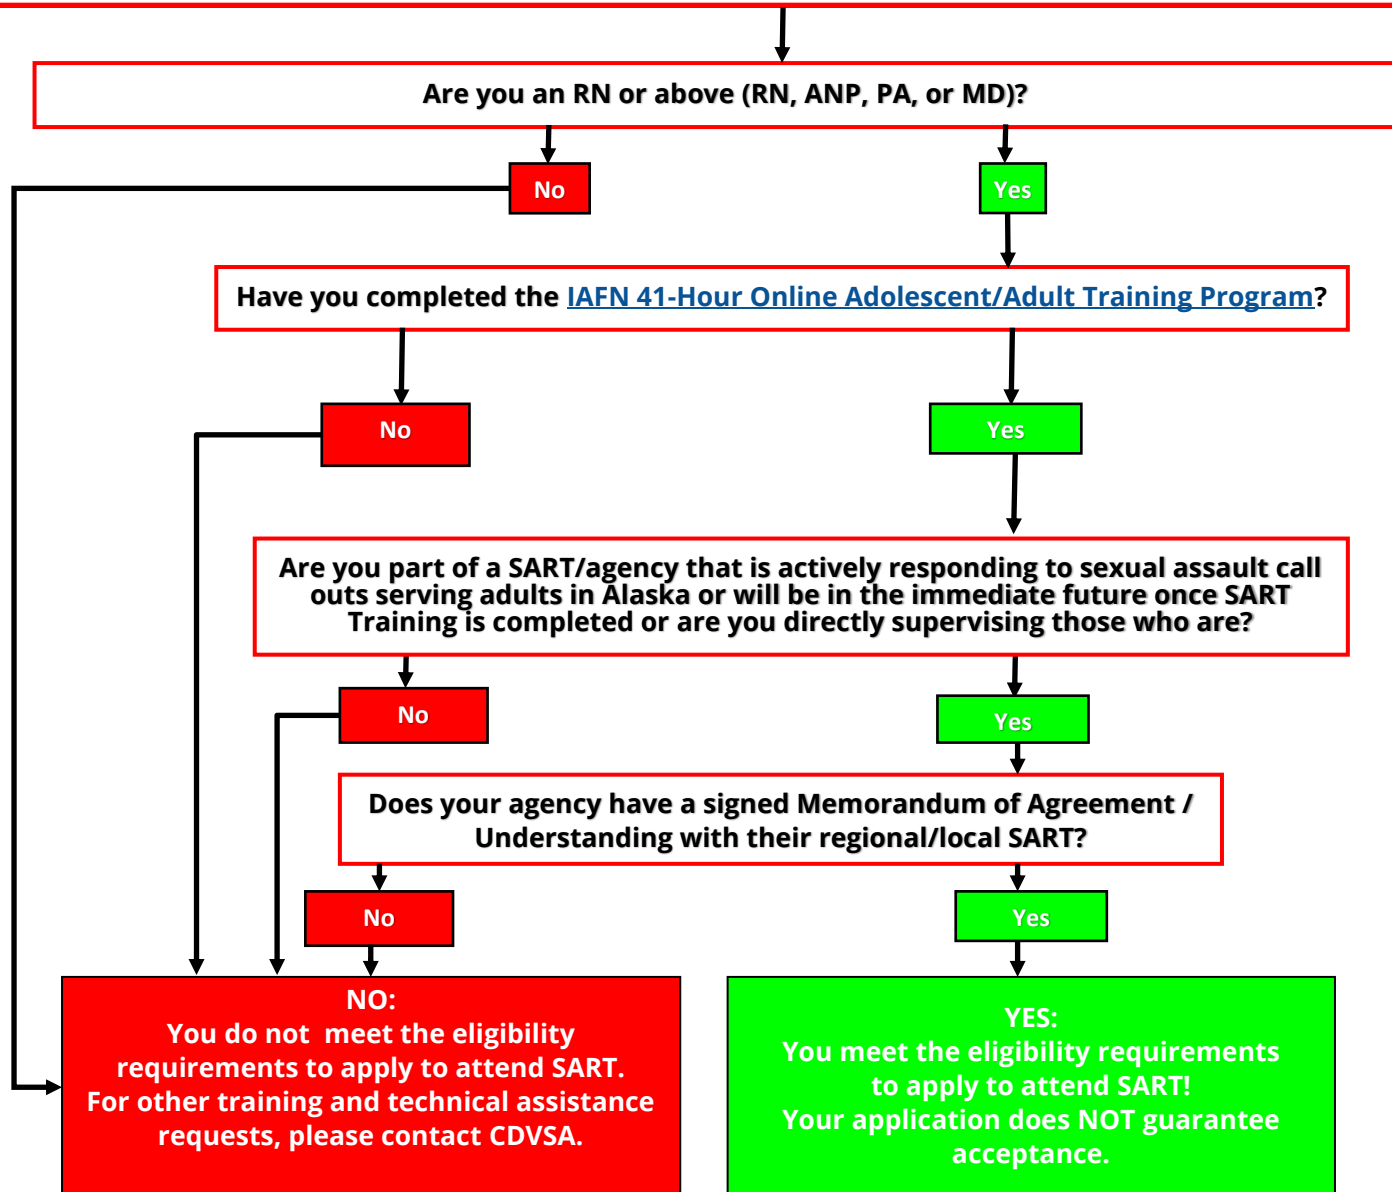 Are you an RN or above (RN, ANP, PA, or MD)?
No
Yes
Have you completed the IAFN 41-Hour Online Adolescent/Adult Training Program?
No
Yes
Are you part of a SART/agency that is actively responding to sexual assault call
outs serving adults in Alaska or will be in the immediate future once SART
Training is completed or are you directly supervising those who are?
No
Yes
Does your agency have a signed Memorandum of Agreement /
Understanding with their regional/local SART?
No
Yes
NO:
You do not  meet the eligibility
requirements to apply to attend SART.
For other training and technical assistance
requests, please contact CDVSA.
YES:
You meet the eligibility requirements
to apply to attend SART!
Your application does NOT guarantee
acceptance.